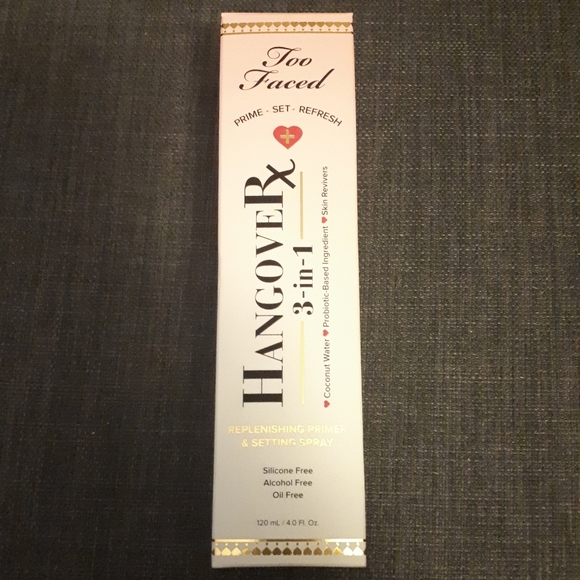 Too
Faced
PRIME - SET - REFRESH
HANGOVERx
3-in-1
Coconut Water Probiotic-Based Ingredient Skin Revivers
REPLENISHING PRIMER
& SETTING SPRAY
Silicone Free
Alcohol Free
Oil Free
120 mL / 4.0 Fl. Oz.